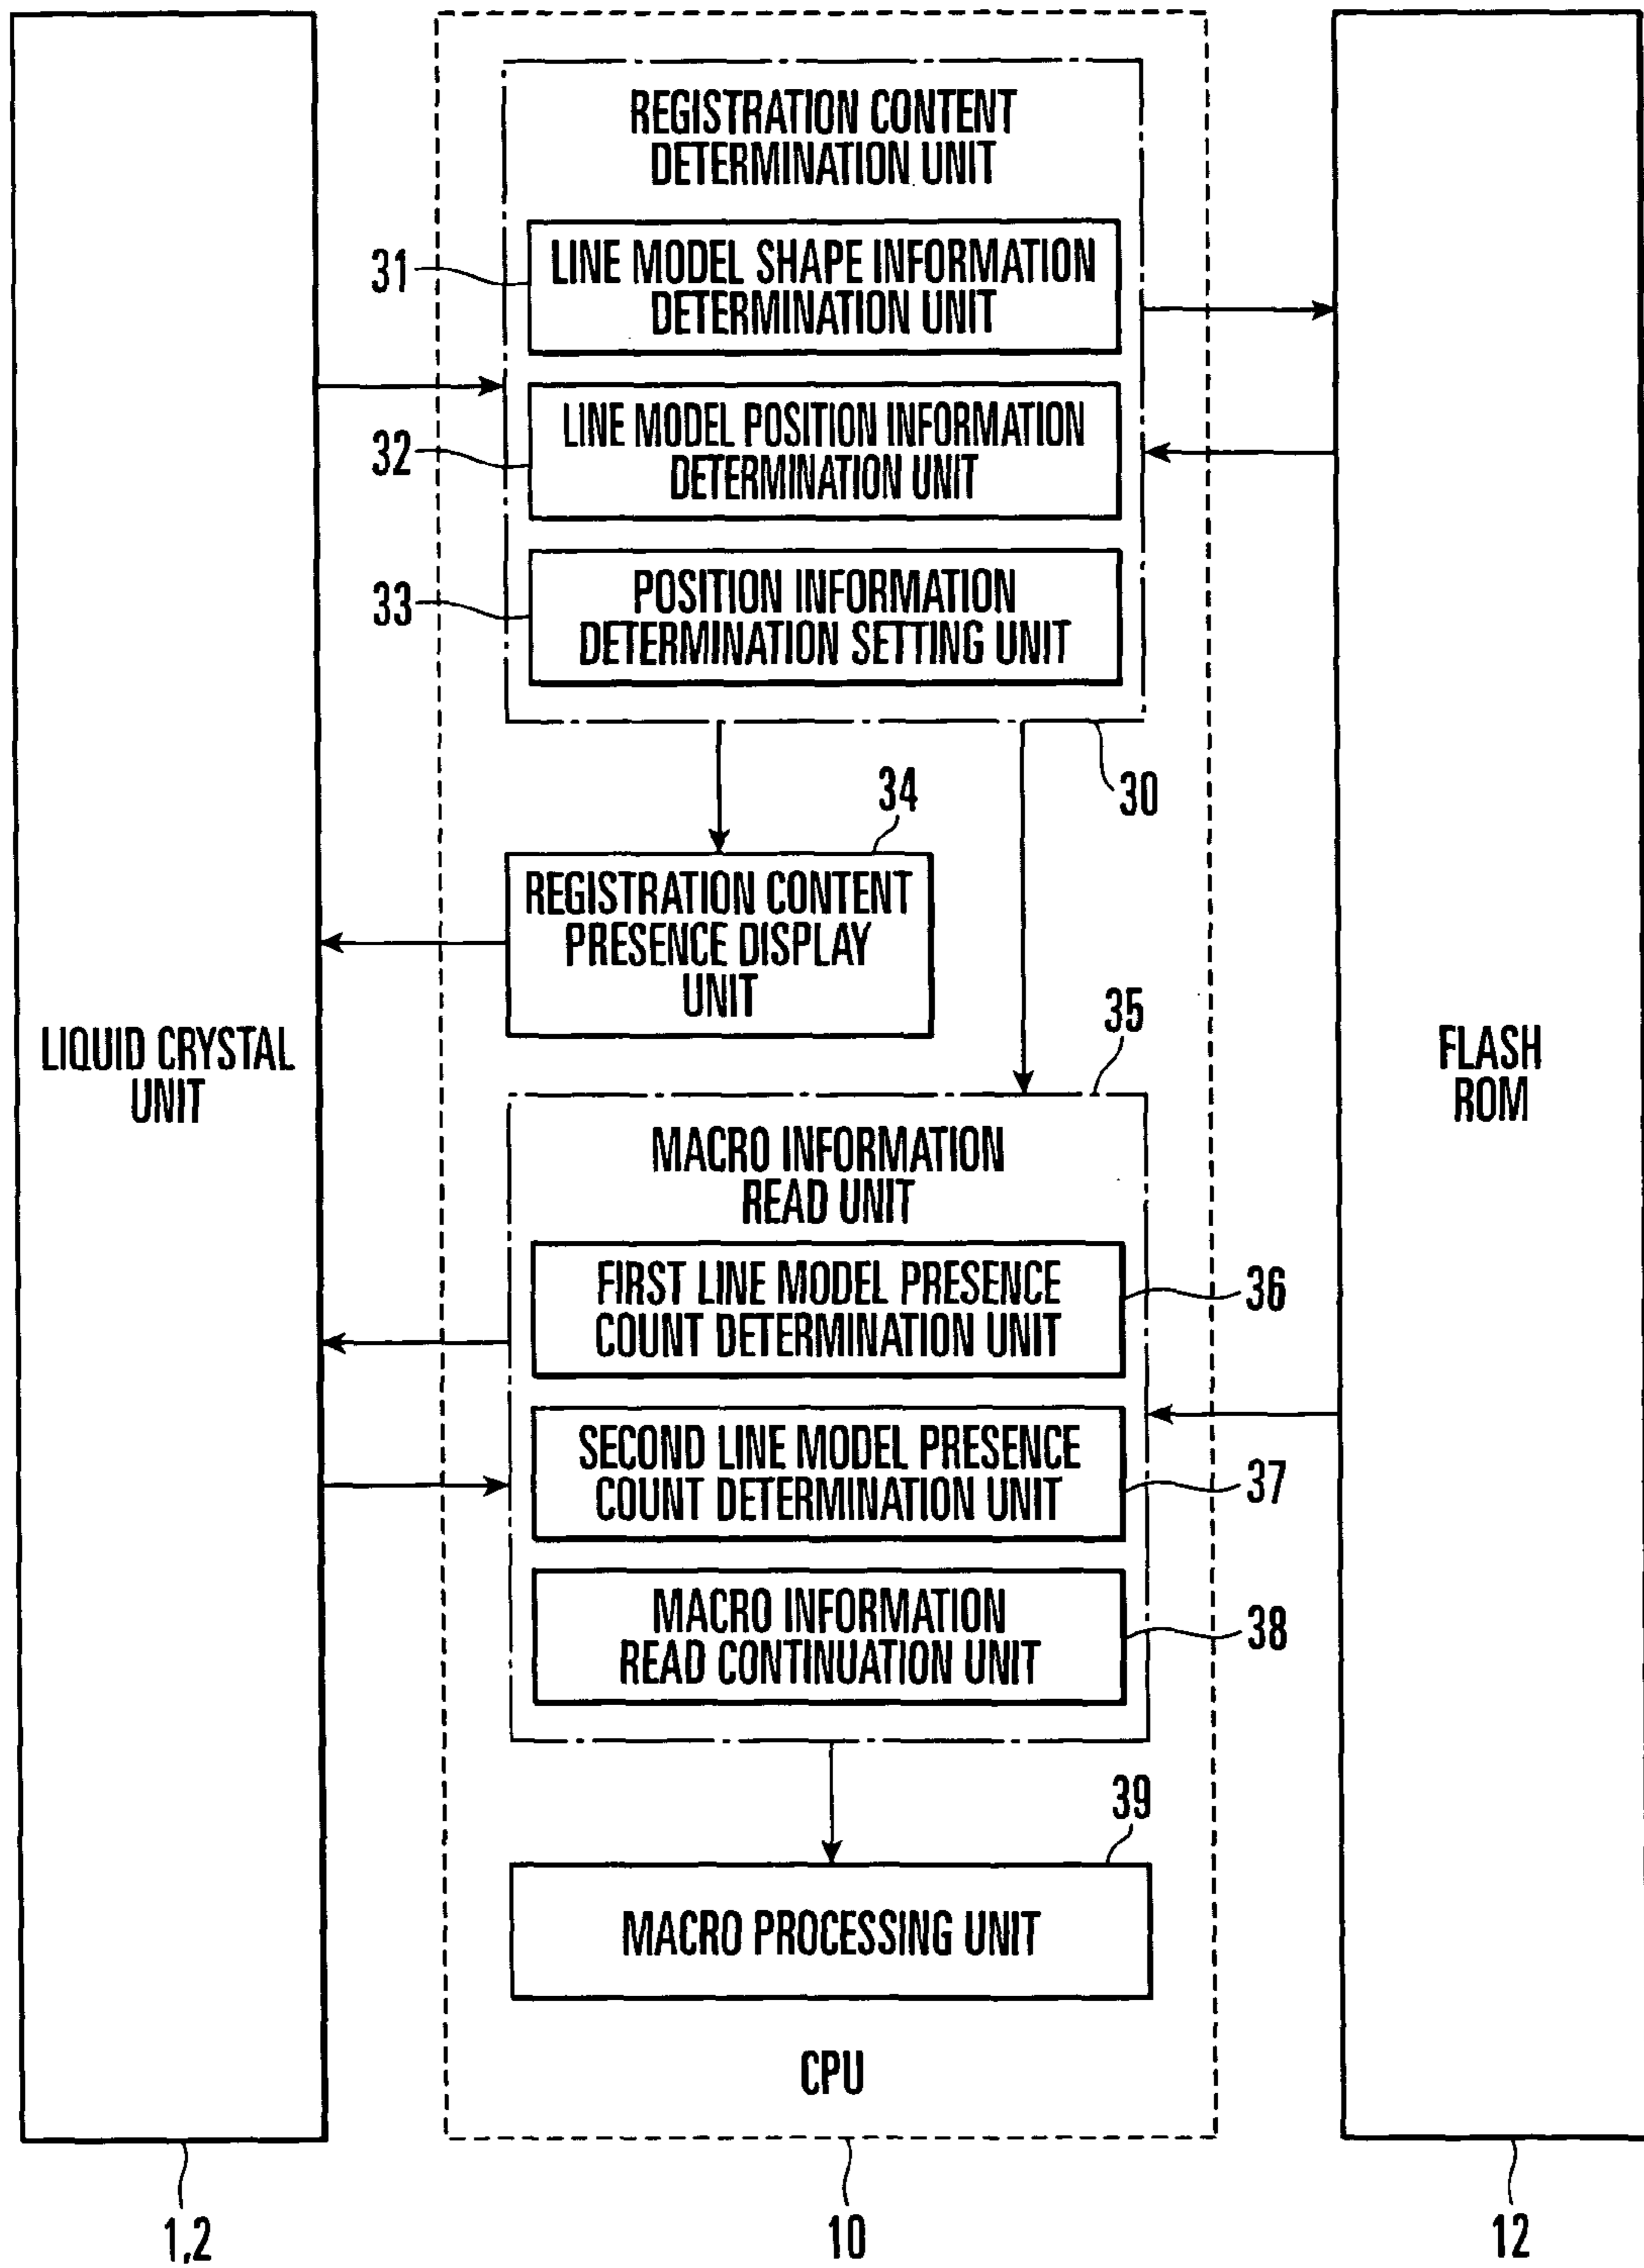 REGISTRATION CONTENT
DETERMINATION UNIT
31
LINE MODEL SHAPE INFORMATION
DETERMINATION UNIT
32
LINE MODEL POSITION INFORMATION
DETERMINATION UNIT
33
POSITION INFORMATION
DETERMINATION SETTING UNIT
30
34
REGISTRATION CONTENT
PRESENCE DISPLAY
UNIT
LIQUID CRYSTAL
UNIT
35
FLASH
ROM
MACRO INFORMATION
READ UNIT
FIRST LINE MODEL PRESENCE
COUNT DETERMINATION UNIT
36
SECOND LINE MODEL PRESENCE
COUNT DETERMINATION UNIT
37
MACRO INFORMATION
READ CONTINUATION UNIT
38
39
MACRO PROCESSING UNIT
CPU
1,2
10
12